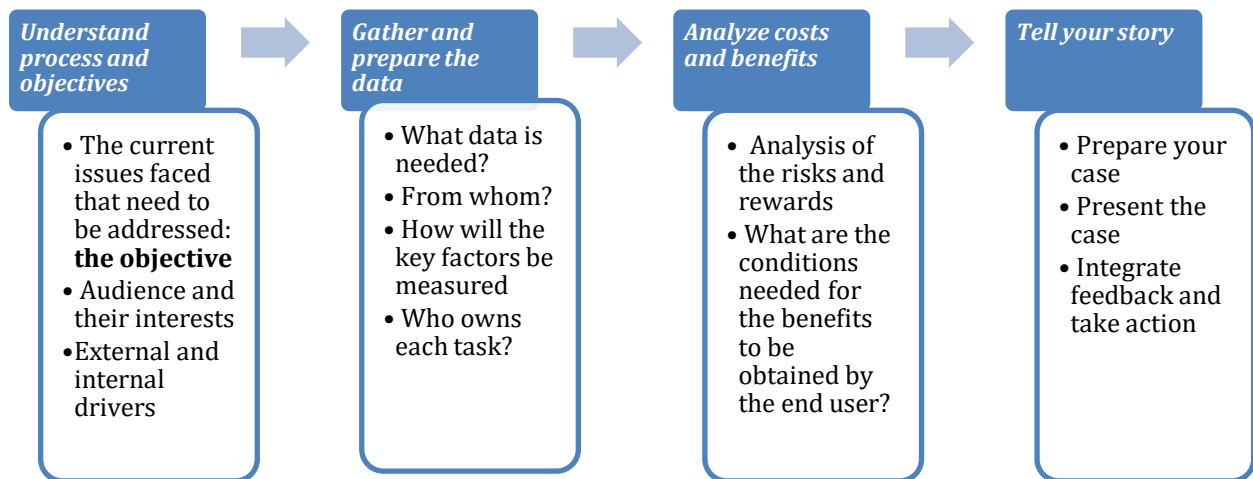 Understand
process and
objectives
• The current
issues faced
that need to
be addressed:
the objective
• Audience and
their interests
•External and
internal
drivers
Gather and
prepare the
data
• What data is
needed?
• From whom?
• How will the
key factors be
measured
• Who owns
each task?
Analyze costs
and benefits
• Analysis of
the risks and
rewards
• What are the
conditions
needed for
the benefits
to be
obtained by
the end user?
Tell your story
• Prepare your
case
• Present the
case
• Integrate
feedback and
take action